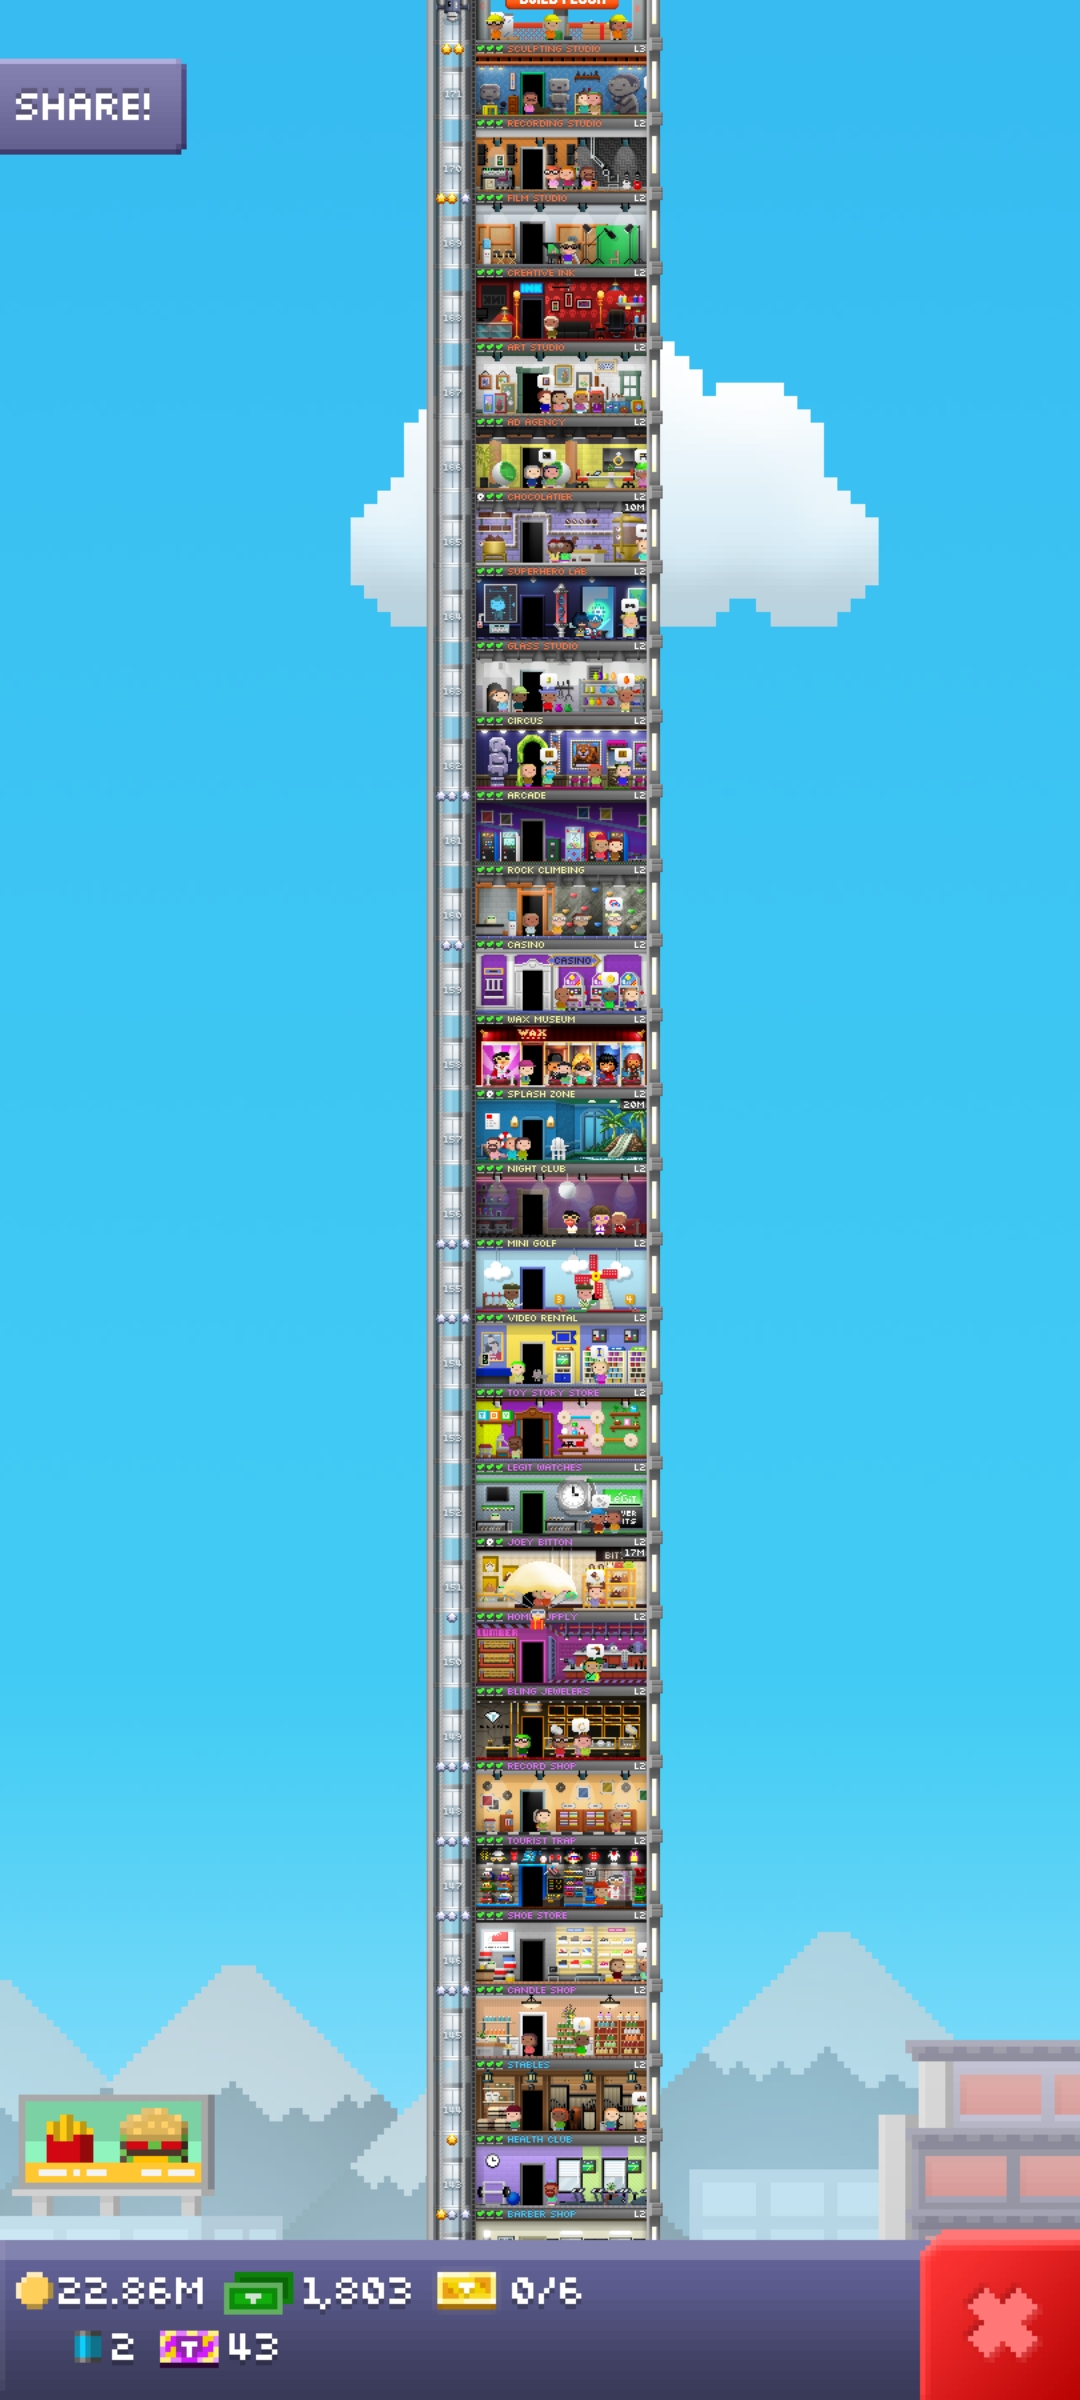 SHARE!
SCULPTING STUDIO L3
171
RECORDING STUDIO L2
170
FILM STUDIO L2
169
CREATIVE INK L2
INK
168
ART STUDIO L2
167
AD AGENCY L2
166
CHOCOLATIER L2
10M
165
SUPERHERO LAB L2
164
GLASS STUDIO L2
163
CIRCUS L2
162
ARCADE L2
161
ROCK CLIMBING L2
160
CASINO L2
CASINO
159
WAX MUSEUM L2
WAX
158
SPLASH ZONE L2
20M
157
NIGHT CLUB L2
156
MINI GOLF L2
155
VIDEO RENTAL L2
154
TOY STORY STORE L2
TOY
153
LEGIT WATCHES L2
LEGIT
152
JOEY BITTON L2
BIT 17M
151
L2
LUMBER
150
BLING JEWELERS L2
149
RECORD SHOP L2
148
TOURIST TRAP L2
147
SHOE STORE L2
146
CANDLE SHOP L2
145
STABLES L2
144
HEALTH CLUB L2
143
BARBER SHOP L2
22.86M 1,803 0/6
2 43